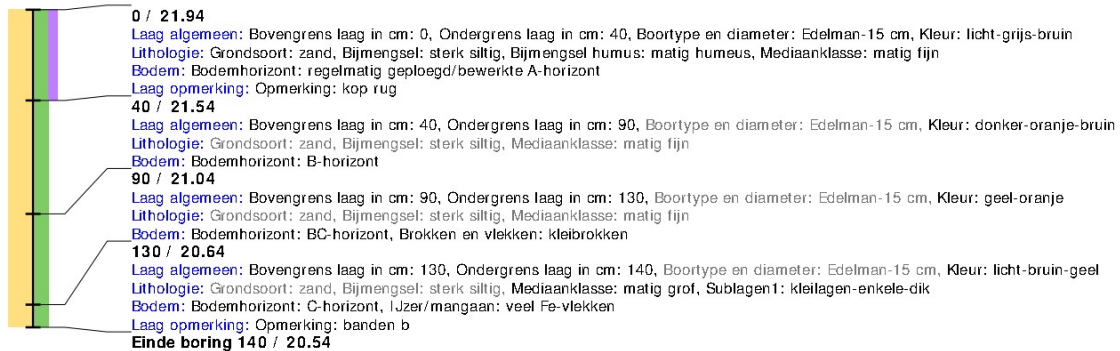 0 / 21.94
Laag algemeen: Bovengrens laag in cm: 0, Ondergrens laag in cm: 40, Boortype en diameter: Edelman-15 cm, Kleur: licht-grijs-bruin
Lithologie: Grondsoort: zand, Bijmengsel: sterk siltig, Bijmengsel humus: matig humeus, Mediaanklasse: matig fijn
Bodem: Bodemhorizont: regelmatig geploegd/bewerkte A-horizont
Laag opmerking: Opmerking: kop rug
40 / 21.54
Laag algemeen: Bovengrens laag in cm: 40, Ondergrens laag in cm: 90, Boortype en diameter: Edelman-15 cm, Kleur: donker-oranje-bruin
Lithologie: Grondsoort: zand, Bijmengsel: sterk siltig, Mediaanklasse: matig fijn
Bodem: Bodemhorizont: B-horizont
90 / 21.04
Laag algemeen: Bovengrens laag in cm: 90, Ondergrens laag in cm: 130, Boortype en diameter: Edelman-15 cm, Kleur: geel-oranje
Lithologie: Grondsoort: zand, Bijmengsel: sterk siltig, Mediaanklasse: matig fijn
Bodem: Bodemhorizont: BC-horizont, Brokken en vlekken: kleibrokken
130 / 20.64
Laag algemeen: Bovengrens laag in cm: 130, Ondergrens laag in cm: 140, Boortype en diameter: Edelman-15 cm, Kleur: licht-bruin-geel
Lithologie: Grondsoort: zand, Bijmengsel: sterk siltig, Mediaanklasse: matig grof, Sublagen1: kleilagen-enkele-dik
Bodem: Bodemhorizont: C-horizont, IJzer/mangaan: veel Fe-vlekken
Laag opmerking: Opmerking: banden b
Einde boring 140 / 20.54